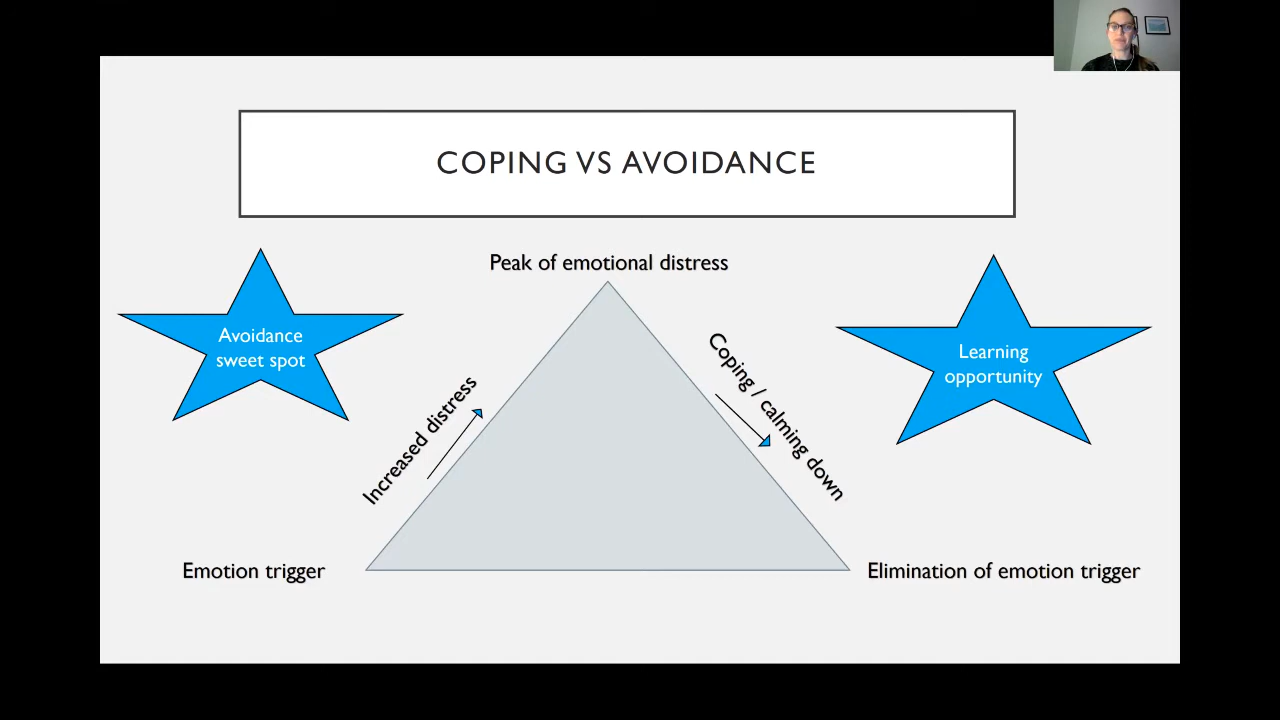 COPING VS AVOIDANCE
Peak of emotional distress
Avoidance
sweet spot
Learning
opportunity
Increased distress
Coping / calming down
Emotion trigger
Elimination of emotion trigger